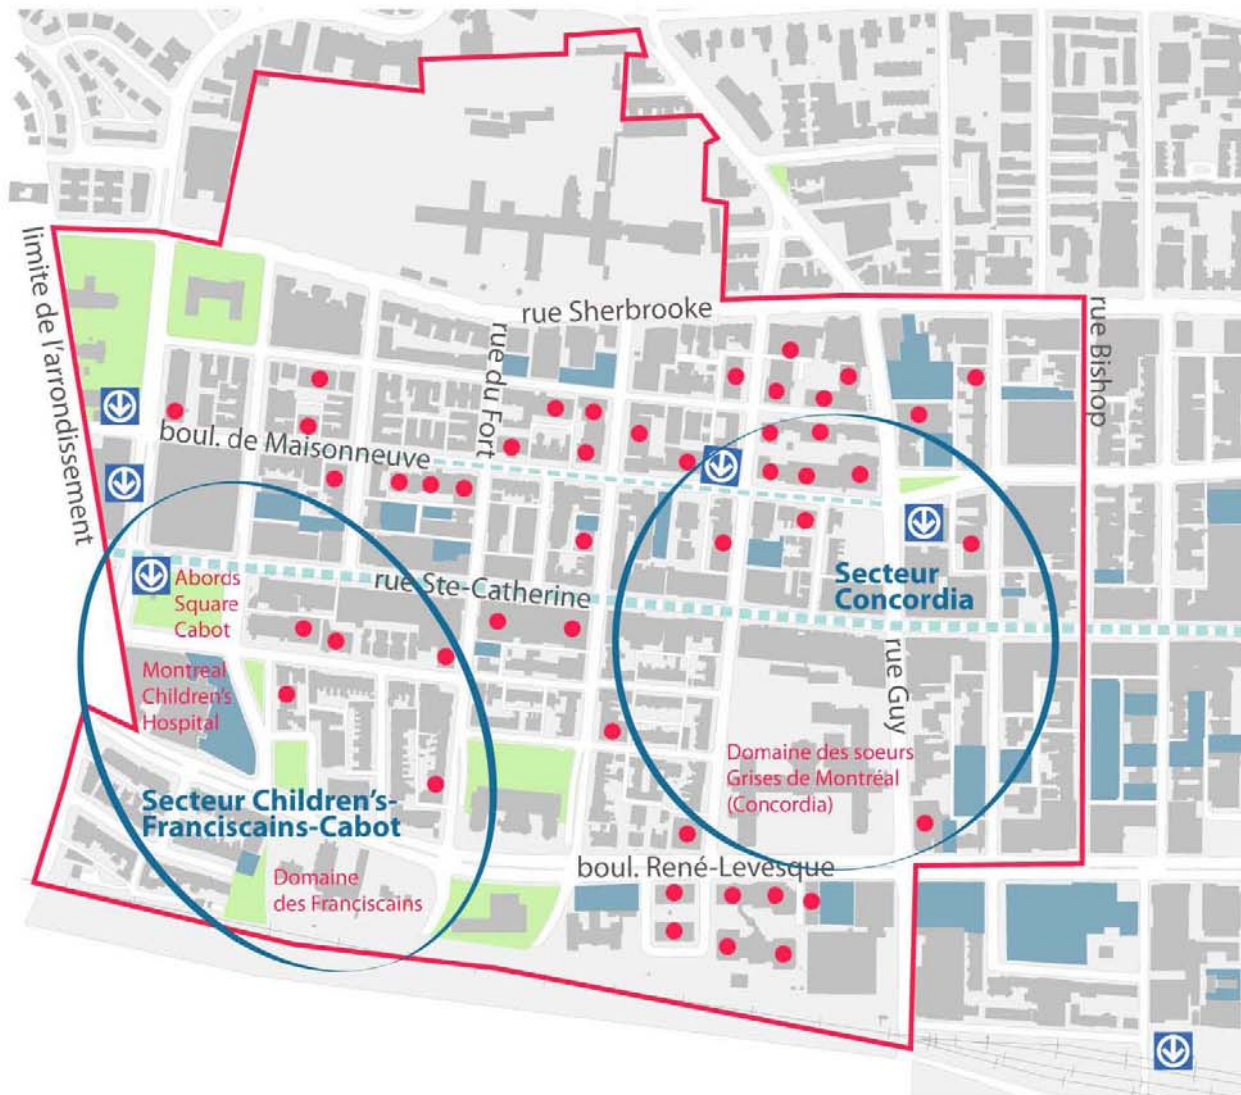 limite de l'arrondissement
rue Sherbrooke
rue du Fort
rue Bishop
boul. de Maisonneuve
rue Ste-Catherine
Abords
Square
Cabot
Secteur
Concordia
rue Guy
Montreal
Children's
Hospital
Domaine des soeurs
Grises de Montréal
(Concordia)
Secteur Children's-
Franciscains-Cabot
boul. René-Levesque
Domaine
des Franciscains